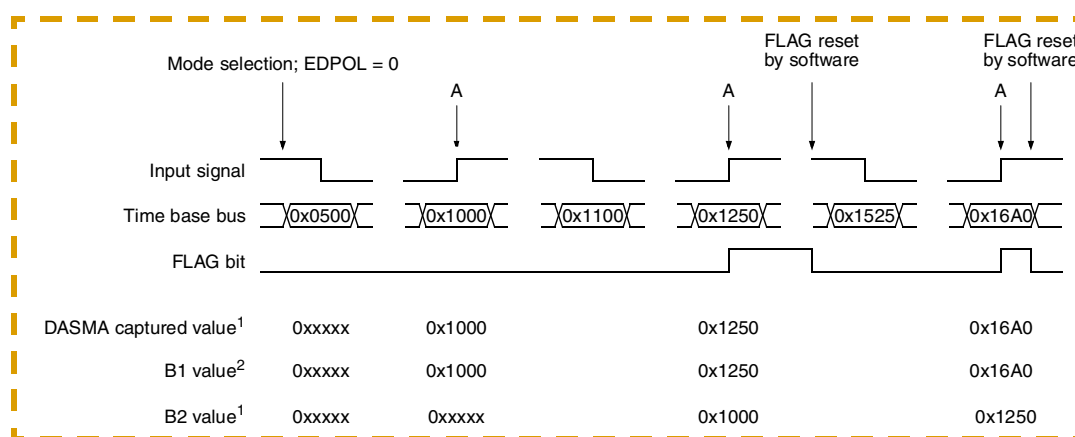 FLAG reset
by software
FLAG reset
by software
Mode selection; EDPOL = 0
A
A
A
Input signal
Time base bus 0x0500 0x1000 0x1100 0x1250 0x1525 0x16A0
FLAG bit
DASMA captured value1 0xxxxx 0x1000 0x1250 0x16A0
B1 value2 0xxxxx 0x1000 0x1250 0x16A0
B2 value1 0xxxxx 0xxxxx 0x1000 0x1250